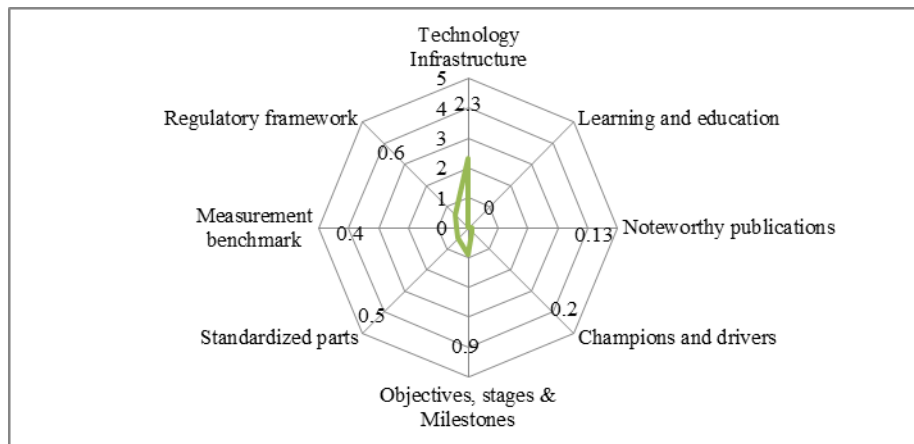 Technology
Infrastructure
5
2.3
4
Regulatory framework
Learning and education
3
0.6
2
1
0
Measurement
benchmark
0.4
0
0.13
Noteworthy publications
0.5
0.2
Standardized parts
0.9
Champions and drivers
Objectives, stages &
Milestones